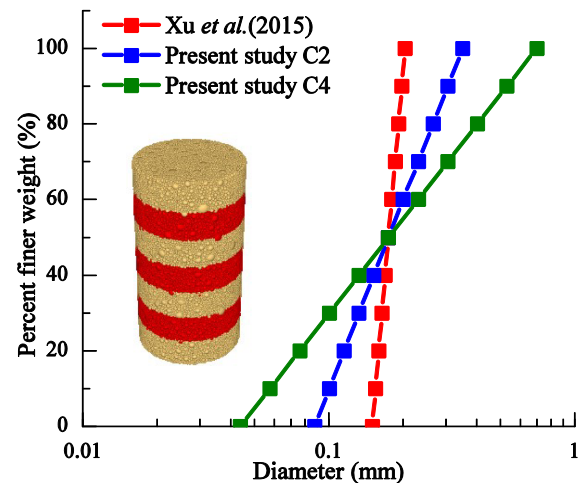 Xu et al.(2015)
Present study C2
Present study C4
Percent finer weight (%)
100
80
60
40
20
0
0.01
0.1
1
Diameter (mm)